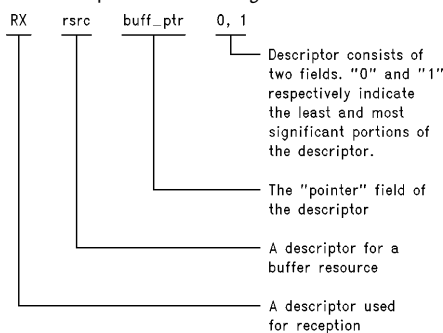 RX rsrc buff_ptr 0, 1
Descriptor consists of
two fields. "0" and "1"
respectively indicate
the least and most
significant portions of
the descriptor.
The "pointer" field of
the descriptor
A descriptor for a
buffer resource
A descriptor used
for reception